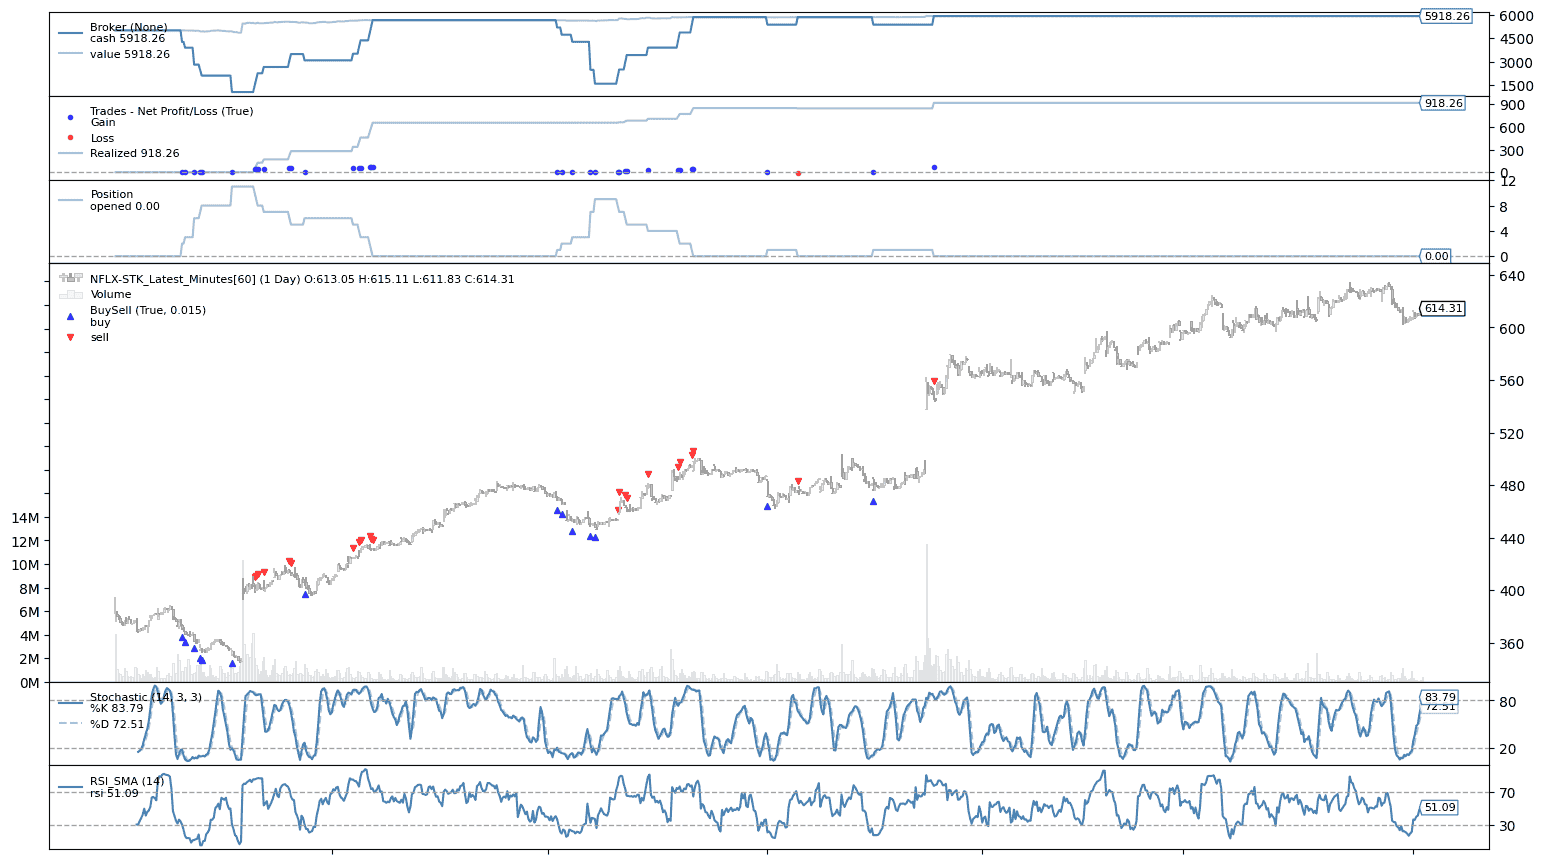 Broker (None)
cash 5918.26
value 5918.26
5918.26
6000
4500
3000
1500
Trades - Net Profit/Loss (True)
Gain
Loss
Realized 918.26
918.26
900
600
300
0
Position
opened 0.00
12
8
4
0
0.00
NFLX-STK_Latest_Minutes[60] (1 Day) O:613.05 H:615.11 L:611.83 C:614.31
Volume
BuySell (True, 0.015)
buy
sell
614.31
640
600
560
520
480
440
400
360
14M
12M
10M
8M
6M
4M
2M
0M
Stochastic (14, 3, 3)
%K 83.79
%D 72.51
83.79
72.51
80
20
RSI_SMA (14)
rsi 51.09
51.09
70
30